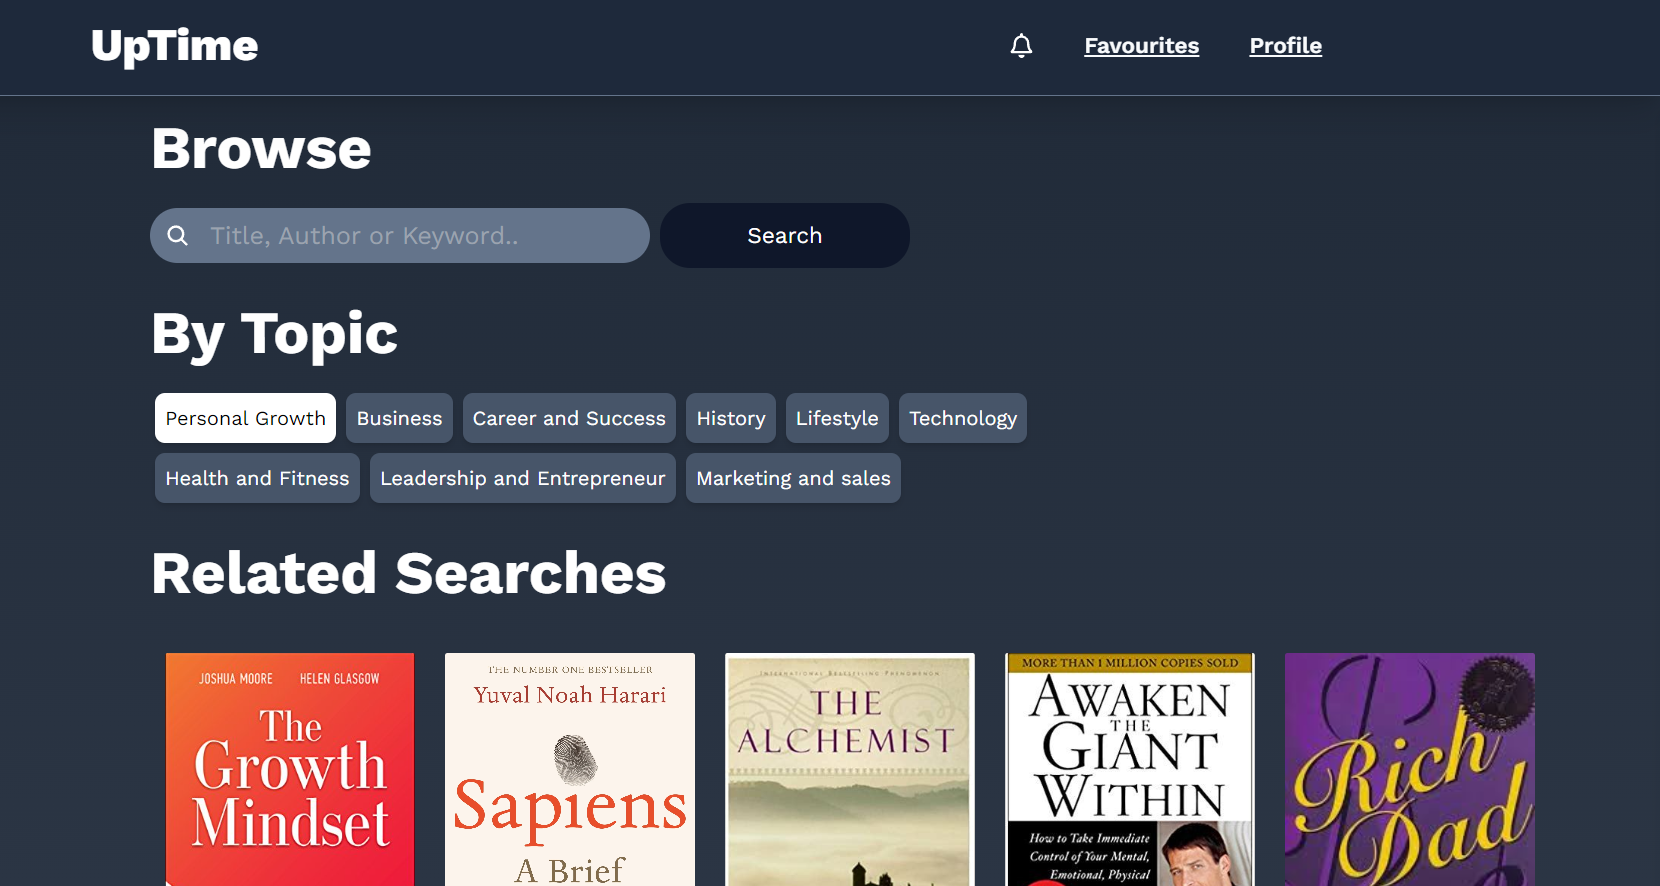 UpTime
Favourites
Profile
Browse
Title, Author or Keyword..
Search
By Topic
Personal Growth
Business
Career and Success
History
Lifestyle
Technology
Health and Fitness
Leadership and Entrepreneur
Marketing and sales
Related Searches
JOSHUA MOORE HELEN GLASGOW
The
Growth
Mindset
THE NUMBER ONE BESTSELLER
Yuval Noah Harari
Sapiens
A Brief
INTERNATIONAL BESTSELLING PHENOMENON
THE
ALCHEMIST
MORE THAN 1 MILLION COPIES SOLD
AWAKEN
THE
GIANT
WITHIN
How to Take Immediate
Control of Your Mental,
Emotional, Physical
#1
Rich
Dad